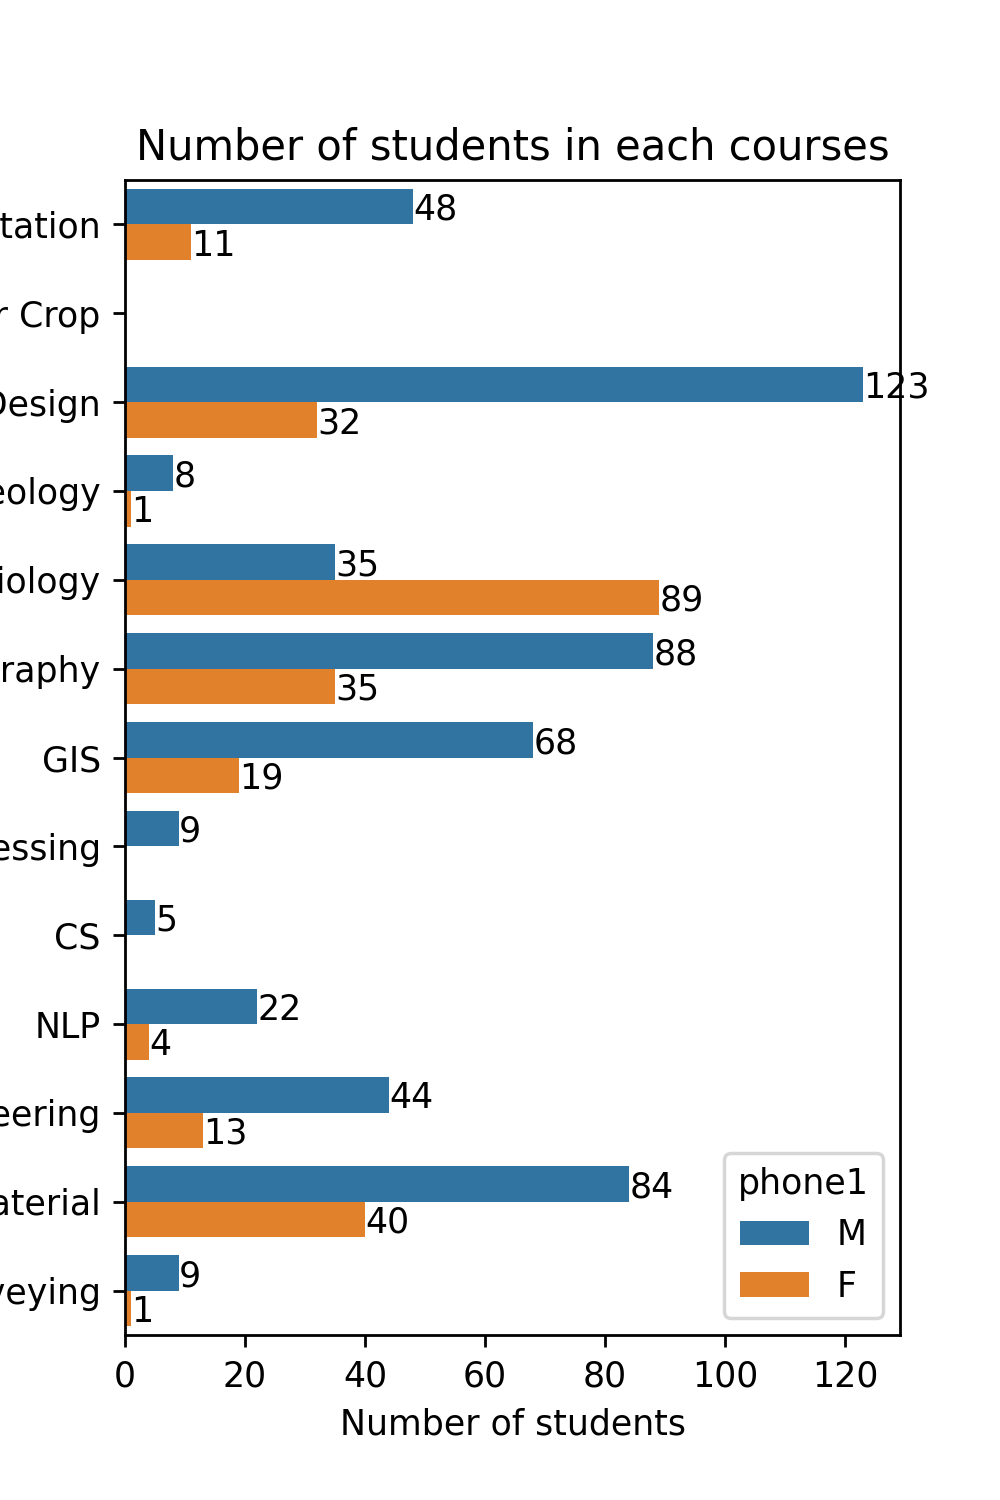 Number of students in each courses
tation
48
11
r Crop
Design
123
32
eology
8
1
iology
35
89
raphy
88
35
GIS
68
19
essing
9
CS
5
NLP
22
4
eering
44
13
aterial
84
40
veying
9
1
phone1
M
F
0 20 40 60 80 100 120
Number of students